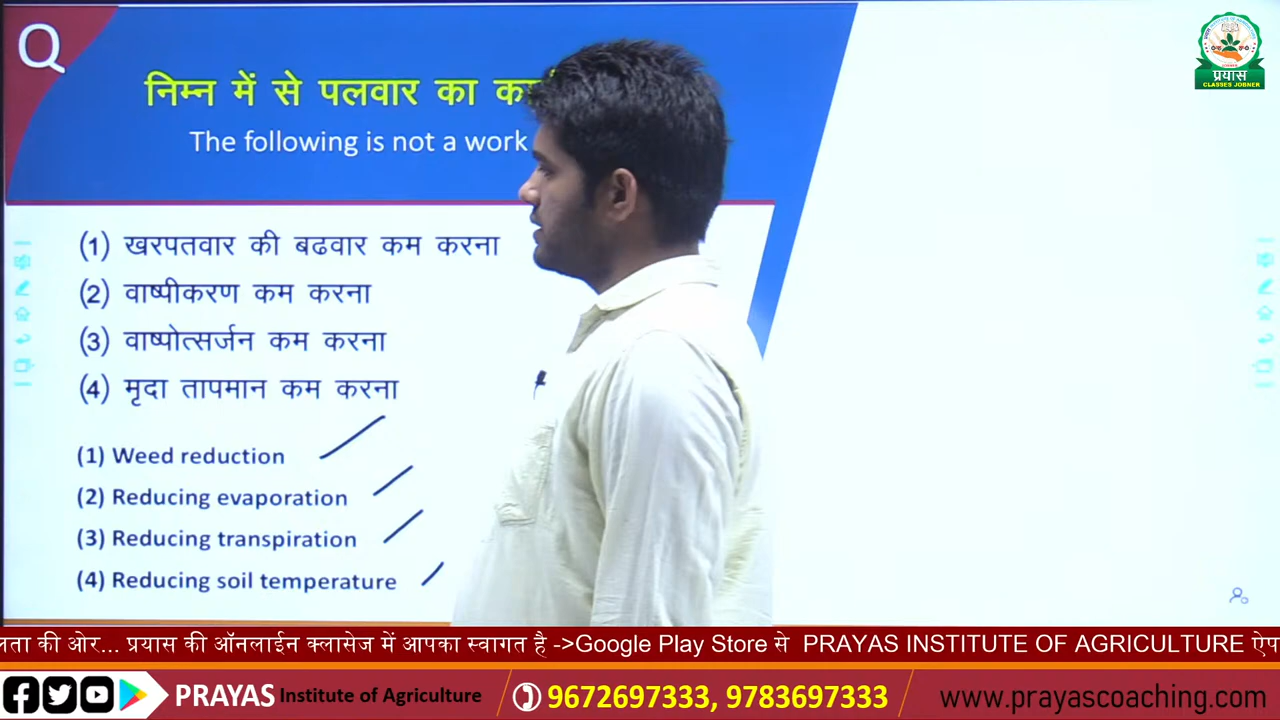 Q
निम्न में से पलवार का
The following is not a work
(1) खरपतवार की बढवार कम करना
(2) वाष्पीकरण कम करना
(3) वाष्पोत्सर्जन कम करना
(4) मृदा तापमान कम करना
(1) Weed reduction
(2) Reducing evaporation
(3) Reducing transpiration
(4) Reducing soil temperature
प्रयास
CLASSES JOBNER
की ओर... प्रयास की ऑनलाईन क्लासेज में आपका स्वागत है ->Google Play Store से PRAYAS INSTITUTE OF AGRICULTURE ऐप
PRAYAS Institute of Agriculture
9672697333, 9783697333
www.prayascoaching.com